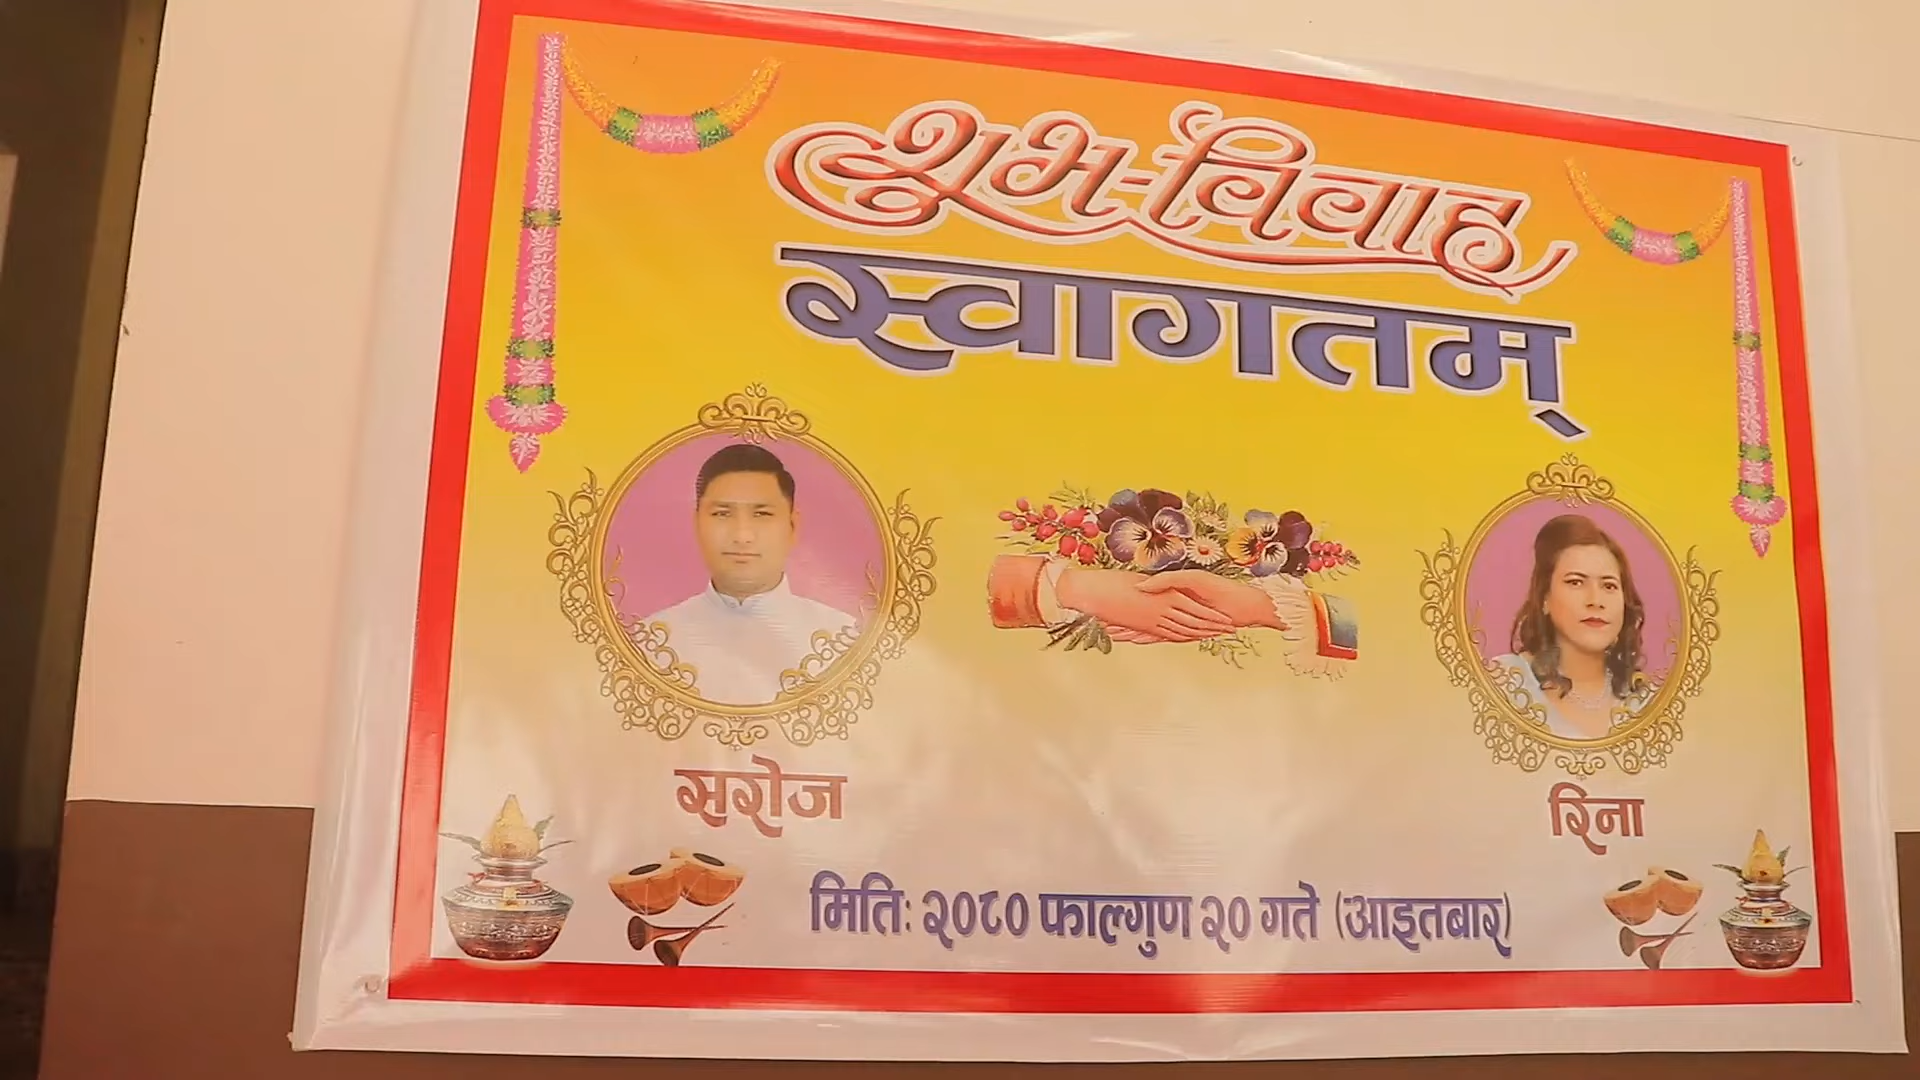 शुभ-विवाह
स्वागतम्
सरोज
रिना
मिति: २०८० फाल्गुण २० गते (आइतबार)